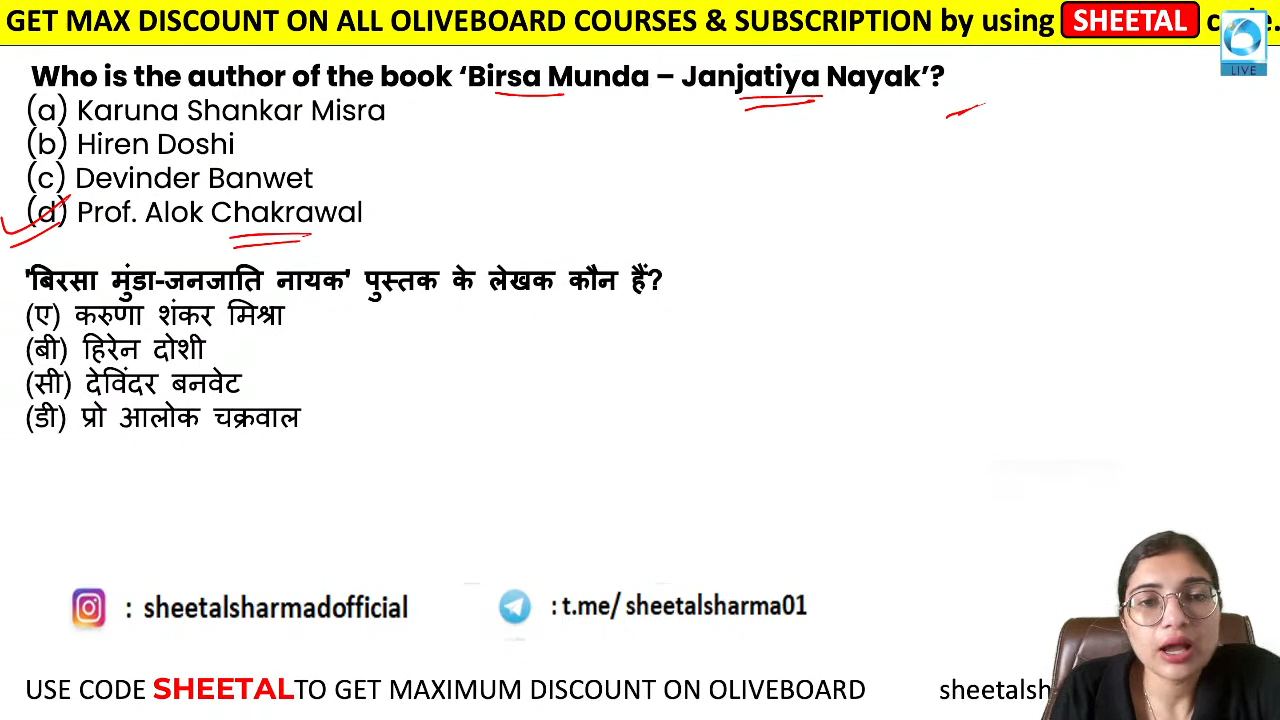 GET MAX DISCOUNT ON ALL OLIVEBOARD COURSES & SUBSCRIPTION by using SHEETAL
LIVE
Who is the author of the book ‘Birsa Munda – Janjatiya Nayak’?
(a) Karuna Shankar Misra
(b) Hiren Doshi
(c) Devinder Banwet
(d) Prof. Alok Chakrawal
'बिरसा मुंडा-जनजाति नायक' पुस्तक के लेखक कौन हैं?
(ए) करुणा शंकर मिश्रा
(बी) हिरेन दोशी
(सी) देविंदर बनवेट
(डी) प्रो आलोक चक्रवाल
: sheetalsharmadofficial
: t.me/ sheetalsharma01
USE CODE SHEETALTO GET MAXIMUM DISCOUNT ON OLIVEBOARD